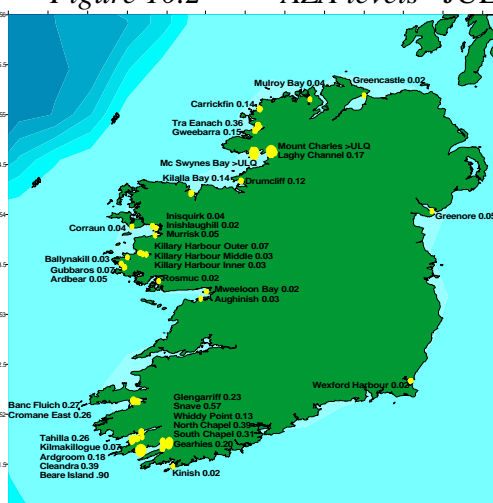 Figure 10.2 AZA levels JUL
Mulroy Bay 0.04
Greencastle 0.02
Carrickfin 0.14
Tra Eanach 0.36
Gweebarra 0.15
Mount Charles >ULQ
Laghy Channel 0.17
Mc Swynes Bay >ULQ
Kilalla Bay 0.14
Drumcliff 0.12
Greenore 0.05
Inisquirk 0.04
Inishlaughill 0.02
Murrisk 0.05
Corraun 0.04
Killary Harbour Outer 0.07
Killary Harbour Middle 0.03
Killary Harbour Inner 0.03
Ballynakill 0.03
Gubbaros 0.07
Ardbear 0.05
Rosmuc 0.02
Mweeloon Bay 0.02
Aughinish 0.03
Wexford Harbour 0.02
Banc Fluich 0.27
Cromane East 0.26
Glengarriff 0.23
Snave 0.57
Whiddy Point 0.13
North Chapel 0.39
South Chapel 0.31
Gearhies 0.20
Tahilla 0.26
Kilmakillogue 0.07
Ardgroom 0.18
Cleandra 0.39
Beare Island .90
Kinish 0.02